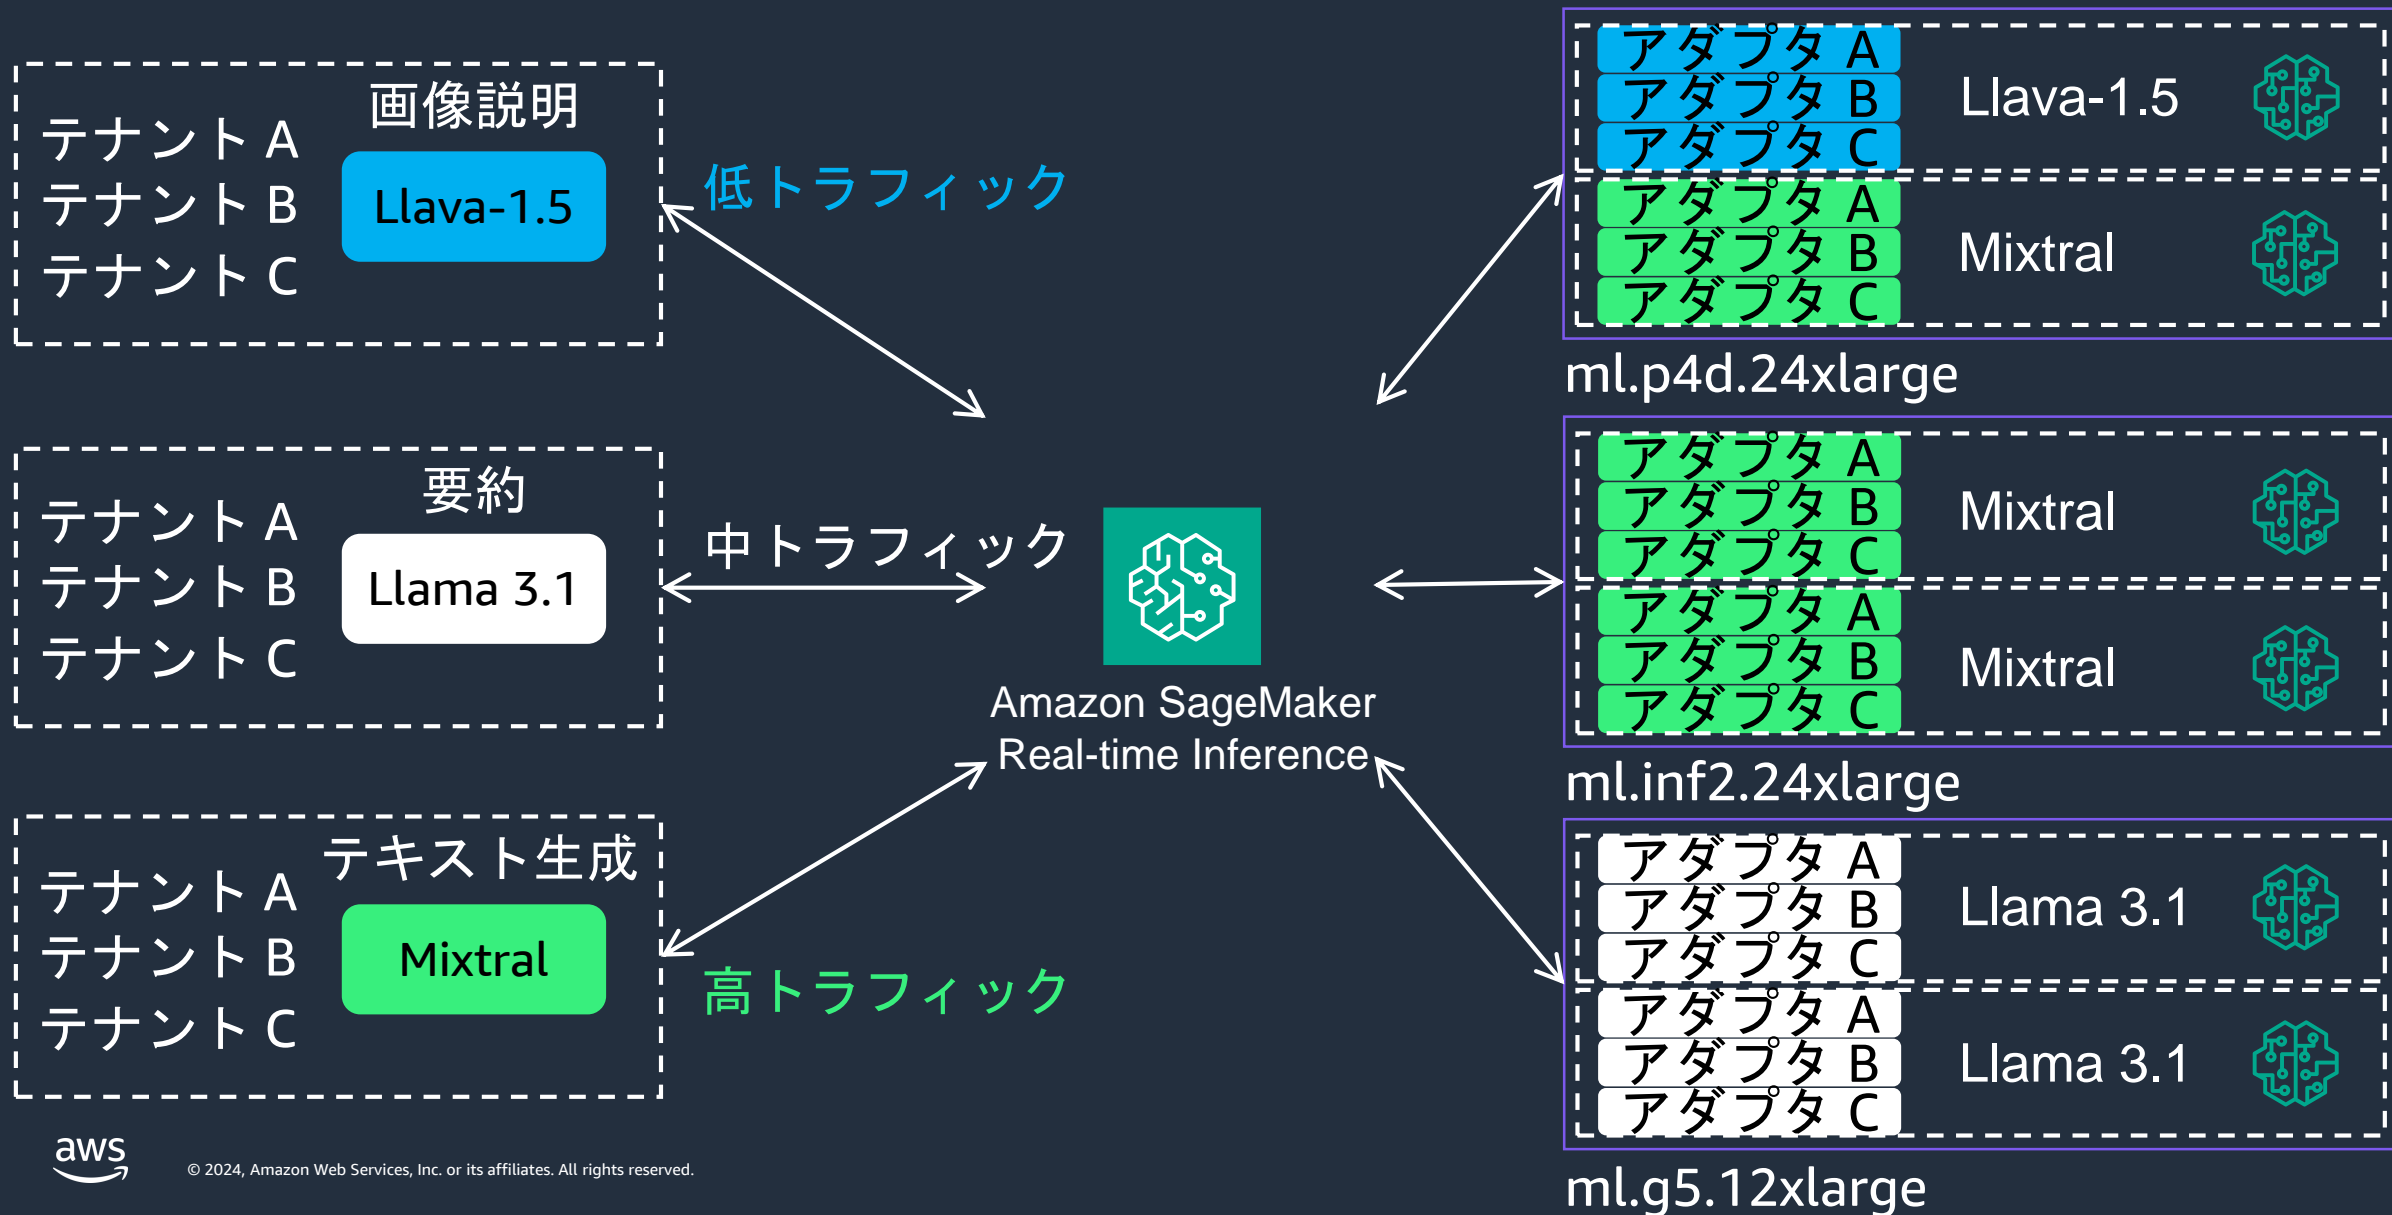 画像説明
テナント A
テナント B
テナント C
Llava-1.5
低トラフィック
要約
テナント A
テナント B
テナント C
Llama 3.1
中トラフィック
テキスト生成
テナント A
テナント B
テナント C
Mixtral
高トラフィック
Amazon SageMaker
Real-time Inference
アダプタ A
アダプタ B
アダプタ C
Llava-1.5
アダプタ A
アダプタ B
アダプタ C
Mixtral
ml.p4d.24xlarge
アダプタ A
アダプタ B
アダプタ C
Mixtral
アダプタ A
アダプタ B
アダプタ C
Mixtral
ml.inf2.24xlarge
アダプタ A
アダプタ B
アダプタ C
Llama 3.1
アダプタ A
アダプタ B
アダプタ C
Llama 3.1
ml.g5.12xlarge
aws
© 2024, Amazon Web Services, Inc. or its affiliates. All rights reserved.